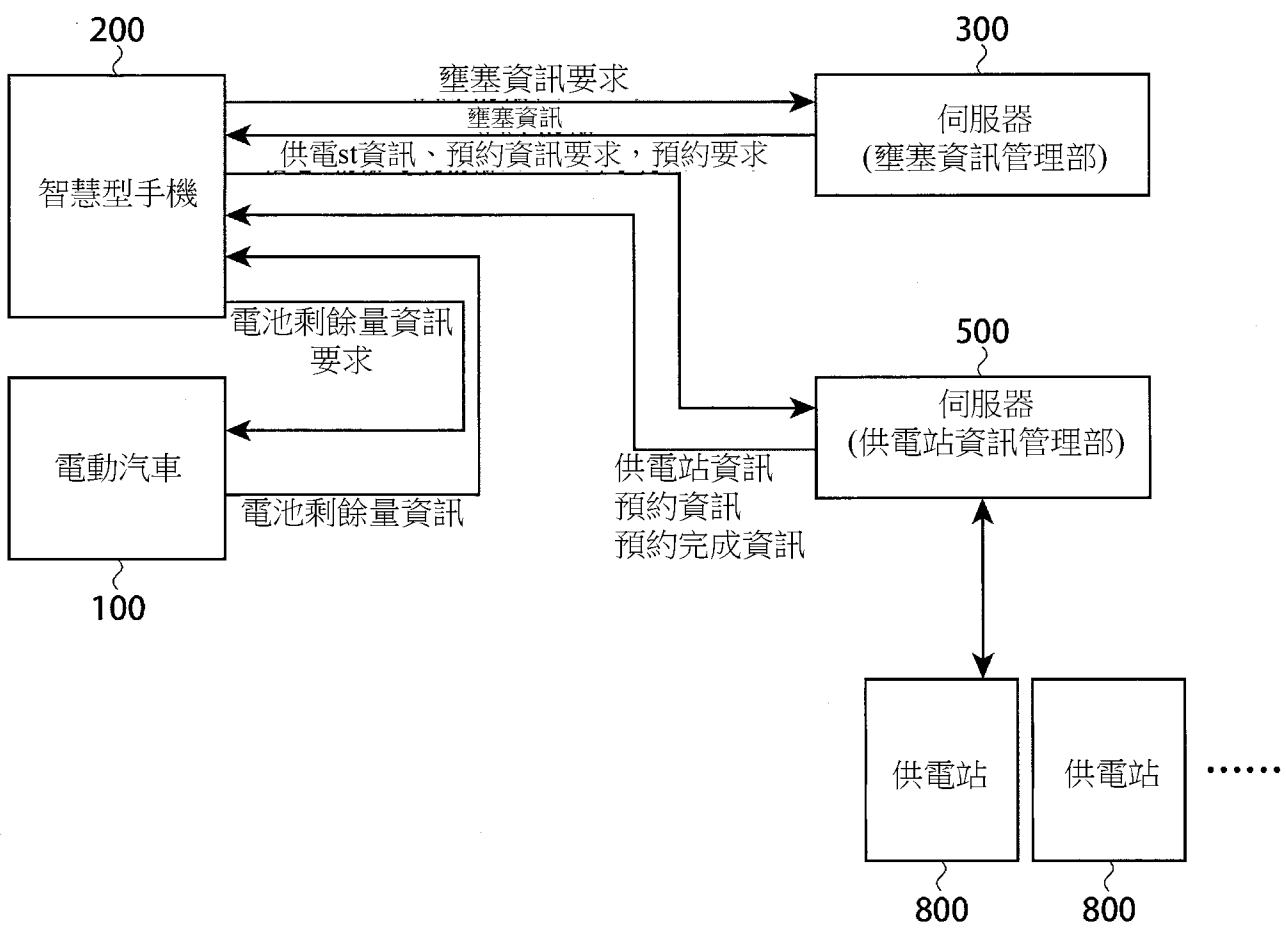 200
300
壅塞資訊要求
壅塞資訊
伺服器
(壅塞資訊管理部)
供電st資訊、預約資訊要求，預約要求
智慧型手機
電池剩餘量資訊
要求
500
伺服器
(供電站資訊管理部)
電動汽車
供電站資訊
預約資訊
預約完成資訊
電池剩餘量資訊
100
供電站
供電站
······
800
800